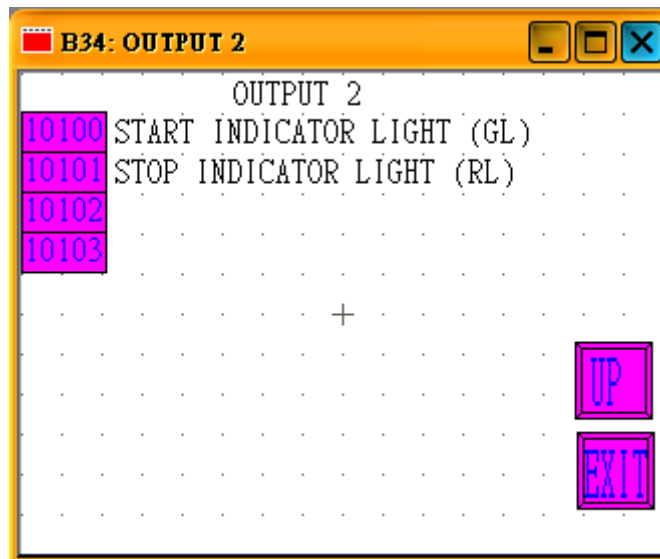 B34: OUTPUT 2
OUTPUT 2
10100 START INDICATOR LIGHT (GL)
10101 STOP INDICATOR LIGHT (RL)
10102
10103
UP
EXIT